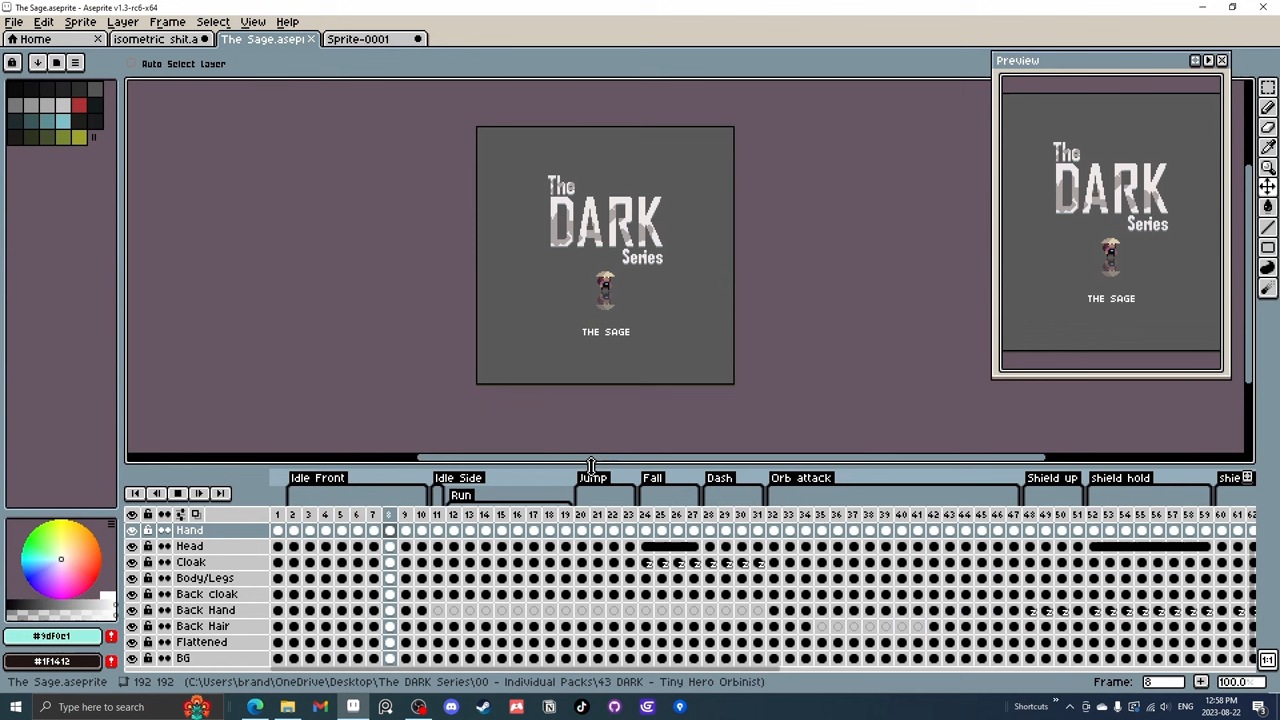 The Sage.aseprite - Aseprite v1.3-rc6-x64
File Edit Sprite Layer Frame Select View Help
Home isometric shit.a The Sage.asepi Sprite-0001
Auto Select Layer
Preview
The
DARK
Series
THE SAGE
The
DARK
Series
THE SAGE
Idle Front Idle Side Jump Fall Dash Orb attack Shield up shield hold shie
Run
1 2 3 4 5 6 7 8 9 10 11 12 13 14 15 16 17 18 19 20 21 22 23 24 25 26 27 28 29 30 31 32 33 34 35 36 37 38 39 40 41 42 43 44 45 46 47 48 49 50 51 52 53 54 55 56 57 58 59 60 61 62
Hand
Head
Cloak
Body/Legs
Back cloak
Back Hand
Back Hair
Flattened
BG
#9df0e1
#1F1412
1:1
The Sage.aseprite 192 192 (C:\Users\brand\OneDrive\Desktop\The DARK Series\00 - Individual Packs\43 DARK - Tiny Hero Orbinist) Frame: 8 100.0
Type here to search Shortcuts ENG 12:58 PM
2023-08-22